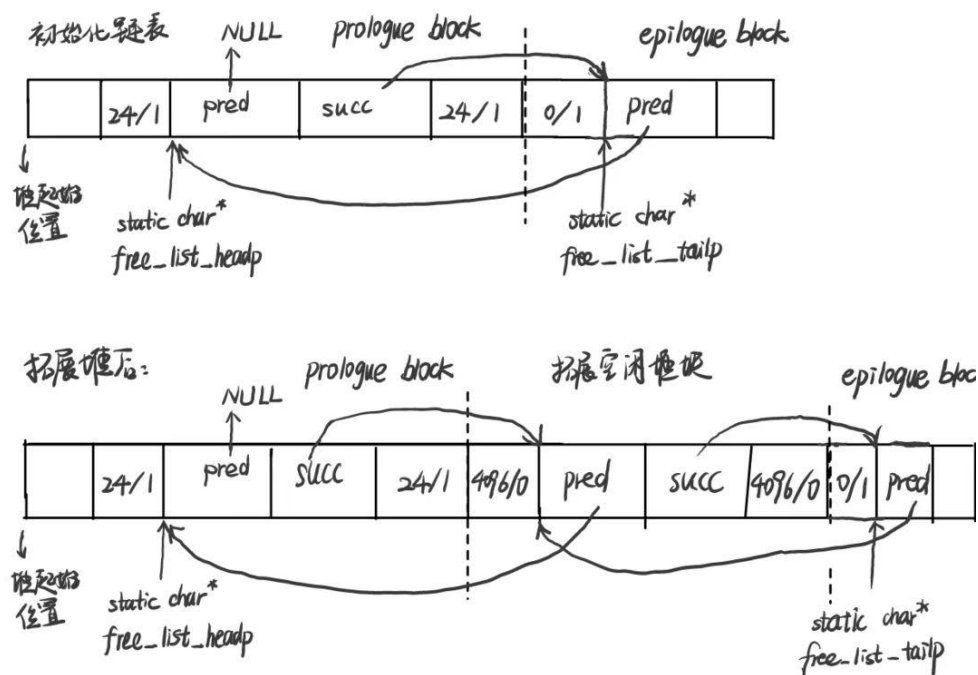 初始化链表
NULL
prologue block
epilogue block
24/1
pred
succ
24/1
0/1
pred
堆起始
位置
static char*
free_list_headp
static char*
free_list_tailp
拓展堆后:
NULL
prologue block
拓展空闲堆块
epilogue bloc
24/1
pred
succ
24/1
4096/0
pred
succ
4096/0
0/1
pred
堆起始
位置
static char*
free_list_headp
static char*
free_list_tailp